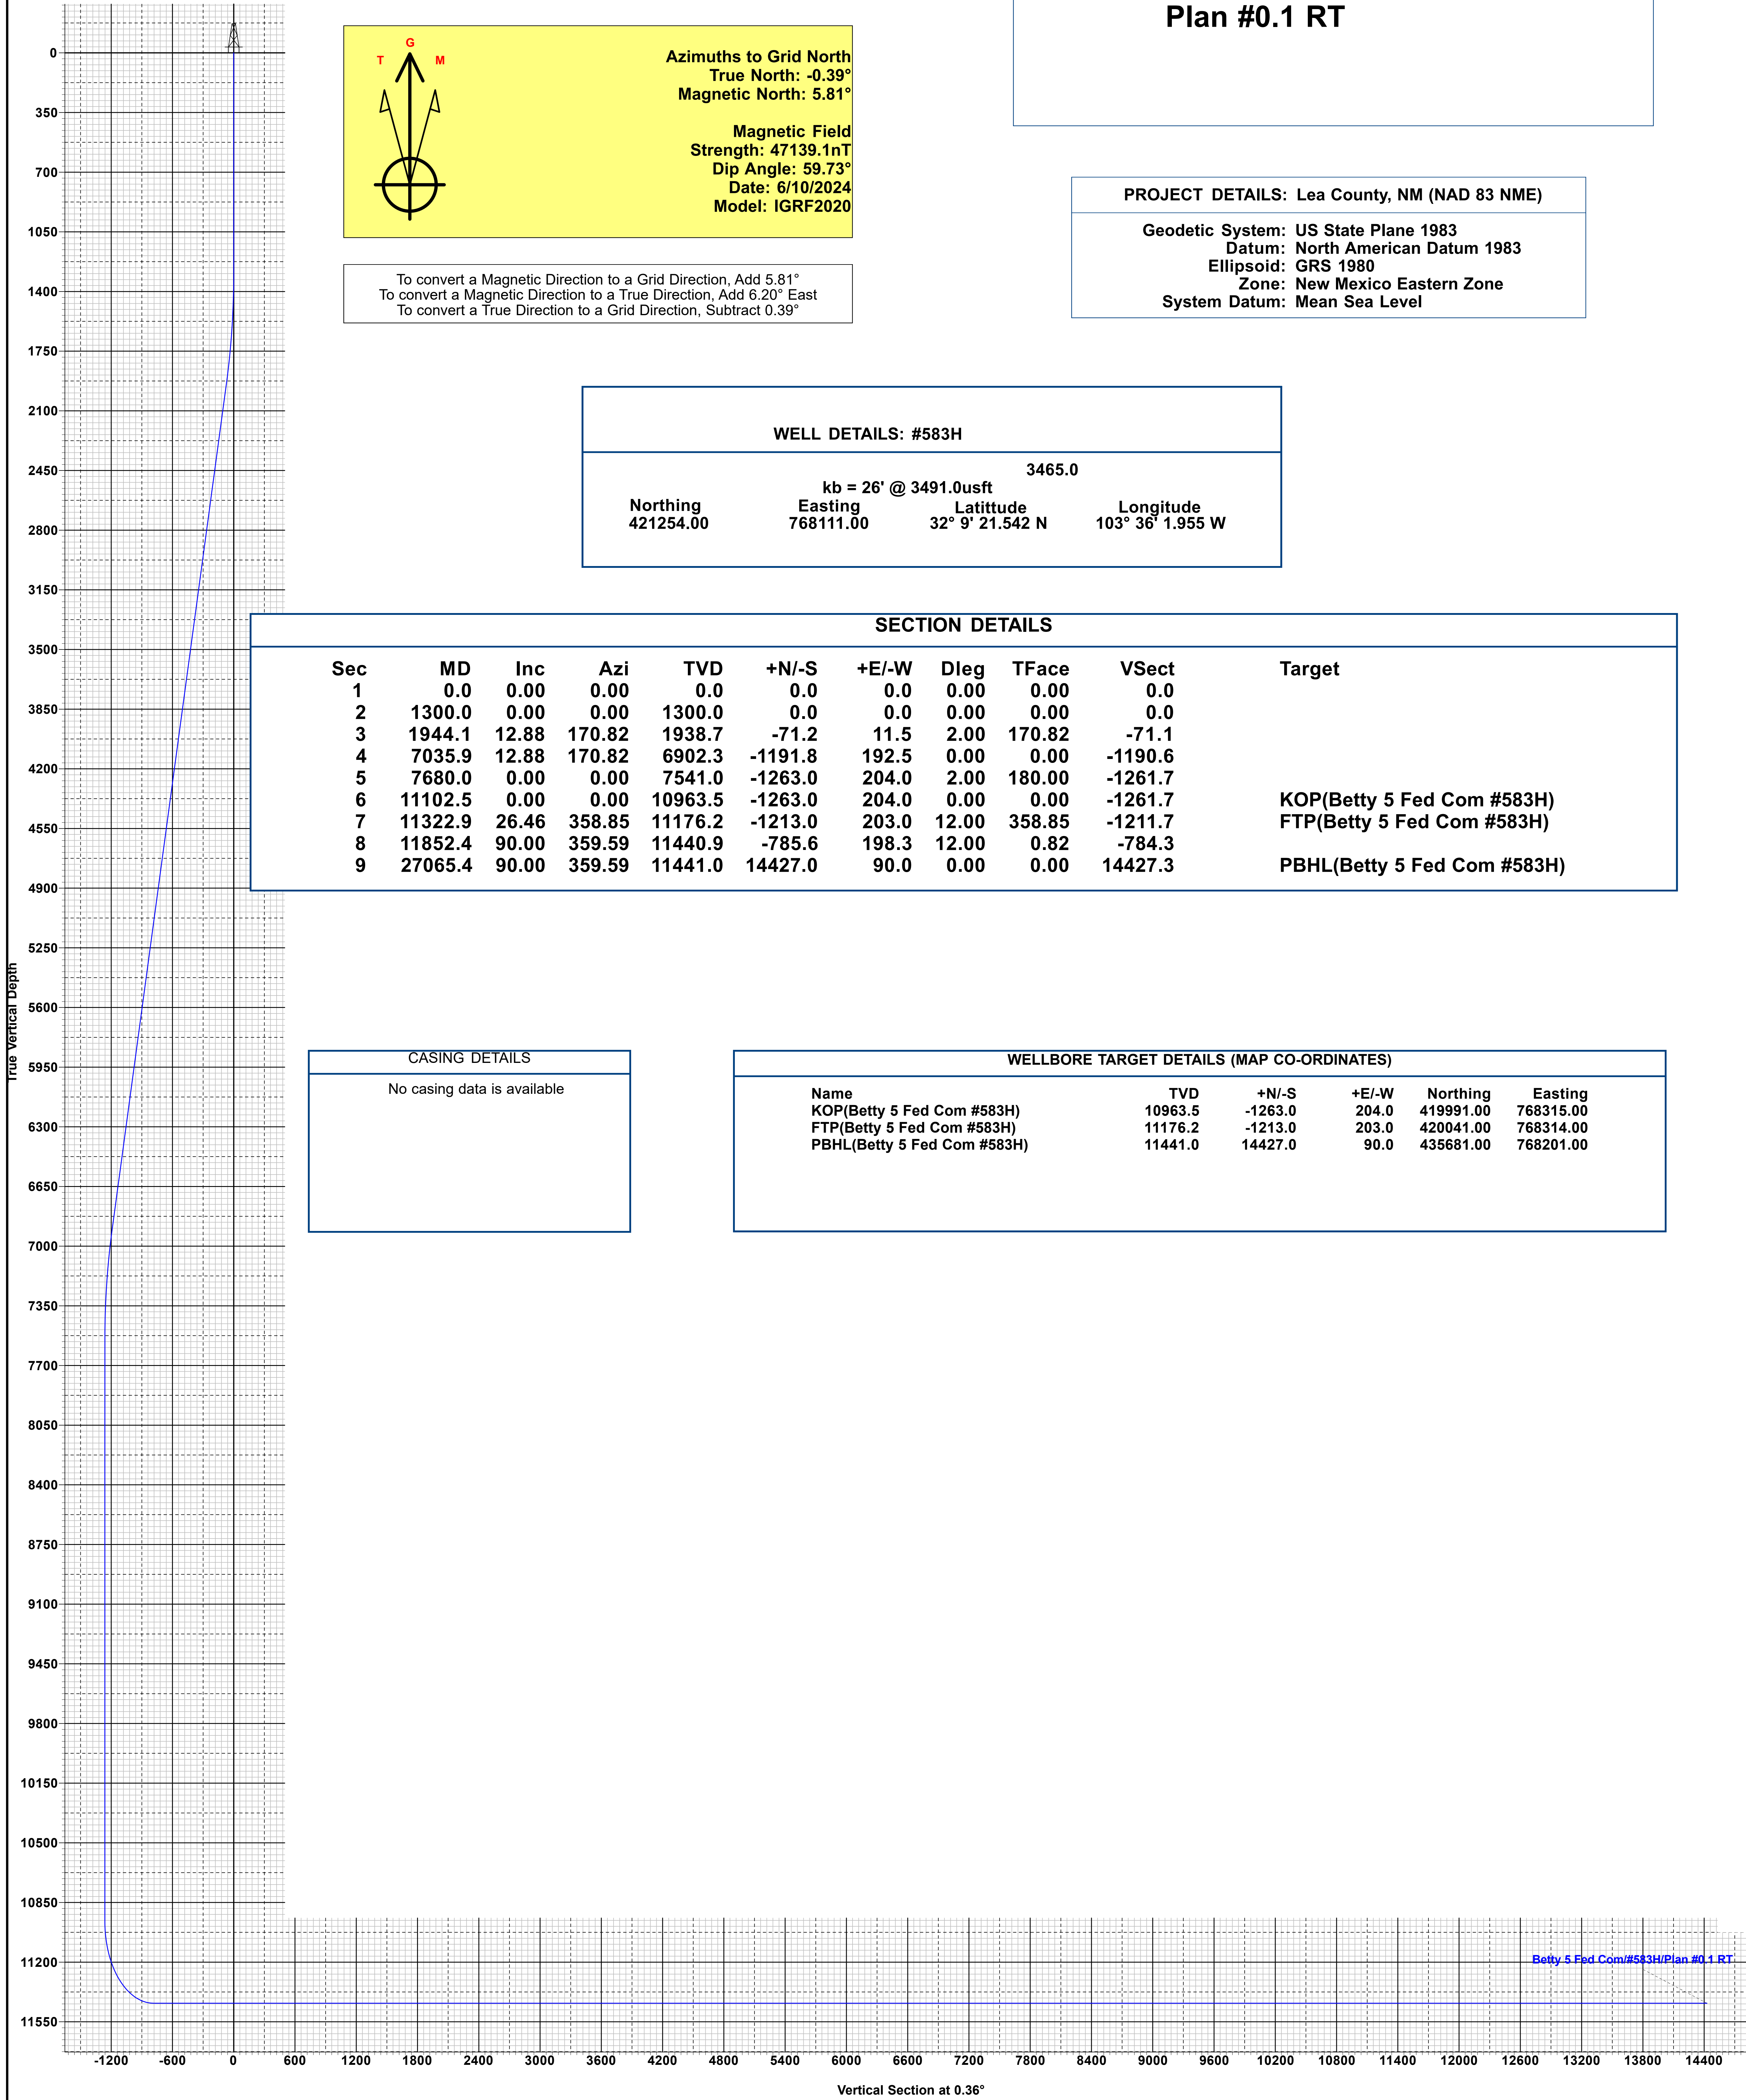 Plan #0.1 RT
G
T M
Azimuths to Grid North
True North: -0.39°
Magnetic North: 5.81°
Magnetic Field
Strength: 47139.1nT
Dip Angle: 59.73°
Date: 6/10/2024
Model: IGRF2020
To convert a Magnetic Direction to a Grid Direction, Add 5.81°
To convert a Magnetic Direction to a True Direction, Add 6.20° East
To convert a True Direction to a Grid Direction, Subtract 0.39°
PROJECT DETAILS: Lea County, NM (NAD 83 NME)
Geodetic System: US State Plane 1983
Datum: North American Datum 1983
Ellipsoid: GRS 1980
Zone: New Mexico Eastern Zone
System Datum: Mean Sea Level
WELL DETAILS: #583H
3465.0
kb = 26' @ 3491.0usft
Northing Easting Latittude Longitude
421254.00 768111.00 32° 9' 21.542 N 103° 36' 1.955 W
SECTION DETAILS
Sec MD Inc Azi TVD +N/-S +E/-W Dleg TFace VSect Target
1 0.0 0.00 0.00 0.0 0.0 0.0 0.00 0.00 0.0
2 1300.0 0.00 0.00 1300.0 0.0 0.0 0.00 0.00 0.0
3 1944.1 12.88 170.82 1938.7 -71.2 11.5 2.00 170.82 -71.1
4 7035.9 12.88 170.82 6902.3 -1191.8 192.5 0.00 0.00 -1190.6
5 7680.0 0.00 0.00 7541.0 -1263.0 204.0 2.00 180.00 -1261.7
6 11102.5 0.00 0.00 10963.5 -1263.0 204.0 0.00 0.00 -1261.7 KOP(Betty 5 Fed Com #583H)
7 11322.9 26.46 358.85 11176.2 -1213.0 203.0 12.00 358.85 -1211.7 FTP(Betty 5 Fed Com #583H)
8 11852.4 90.00 359.59 11440.9 -785.6 198.3 12.00 0.82 -784.3
9 27065.4 90.00 359.59 11441.0 14427.0 90.0 0.00 0.00 14427.3 PBHL(Betty 5 Fed Com #583H)
CASING DETAILS
No casing data is available
WELLBORE TARGET DETAILS (MAP CO-ORDINATES)
Name TVD +N/-S +E/-W Northing Easting
KOP(Betty 5 Fed Com #583H) 10963.5 -1263.0 204.0 419991.00 768315.00
FTP(Betty 5 Fed Com #583H) 11176.2 -1213.0 203.0 420041.00 768314.00
PBHL(Betty 5 Fed Com #583H) 11441.0 14427.0 90.0 435681.00 768201.00
True Vertical Depth
0
350
700
1050
1400
1750
2100
2450
2800
3150
3500
3850
4200
4550
4900
5250
5600
5950
6300
6650
7000
7350
7700
8050
8400
8750
9100
9450
9800
10150
10500
10850
11200
11550
Betty 5 Fed Com/#583H/Plan #0.1 RT
-1200 -600 0 600 1200 1800 2400 3000 3600 4200 4800 5400 6000 6600 7200 7800 8400 9000 9600 10200 10800 11400 12000 12600 13200 13800 14400
Vertical Section at 0.36°